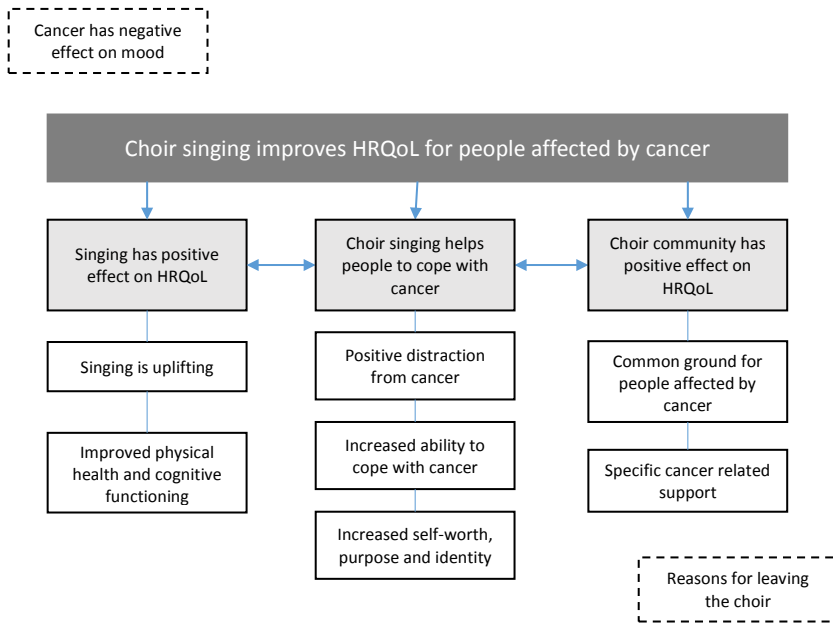 Cancer has negative
effect on mood
Choir singing improves HRQoL for people affected by cancer
Singing has positive
effect on HRQoL
Choir singing helps
people to cope with
cancer
Choir community has
positive effect on
HRQoL
Singing is uplifting
Positive distraction
from cancer
Common ground for
people affected by
cancer
Improved physical
health and cognitive
functioning
Increased ability to
cope with cancer
Specific cancer related
support
Increased self-worth,
purpose and identity
Reasons for leaving
the choir